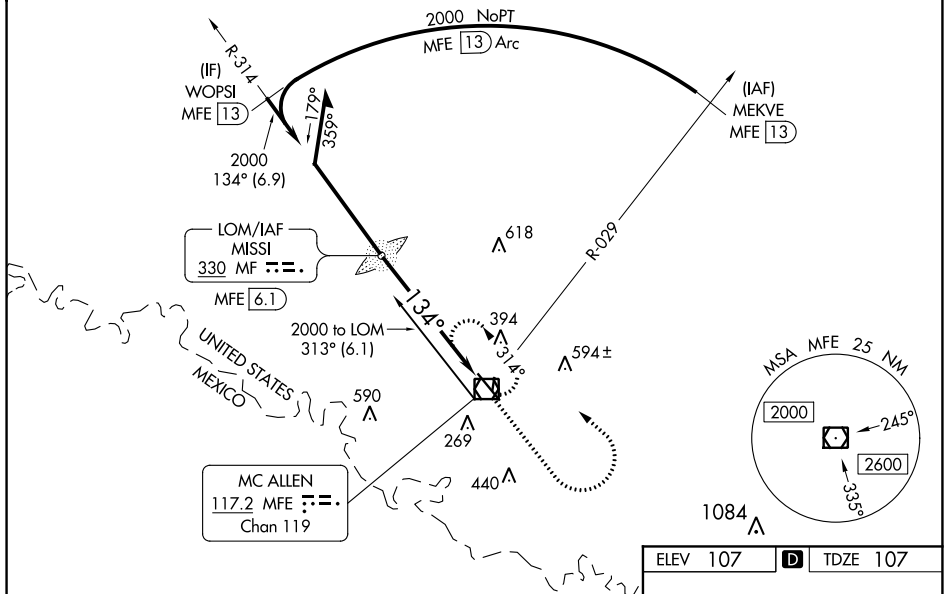 2000 NoPT
MFE 13 Arc
R-314
(IF)
WOPSI
MFE 13
179°
359°
(IAF)
MEKVE
MFE 13
2000
134° (6.9)
R-029
LOM/IAF
MISSI
330 MF
MFE 6.1
618
134°
2000 to LOM
313° (6.1)
394
314°
594±
UNITED STATES
MEXICO
590
269
440
MC ALLEN
117.2 MFE
Chan 119
MSA MFE 25 NM
2000
245°
2600
335°
1084
ELEV 107 D TDZE 107